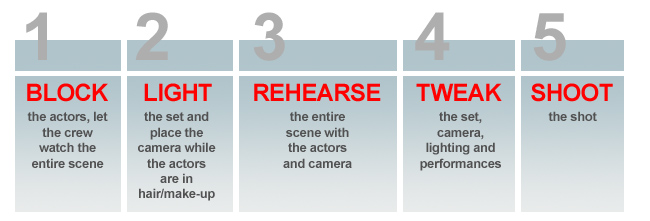 1
BLOCK
the actors, let
the crew
watch the
entire scene
2
LIGHT
the set and
place the
camera while
the actors
are in
hair/make-up
3
REHEARSE
the entire
scene with
the actors
and camera
4
TWEAK
the set,
camera,
lighting and
performances
5
SHOOT
the shot